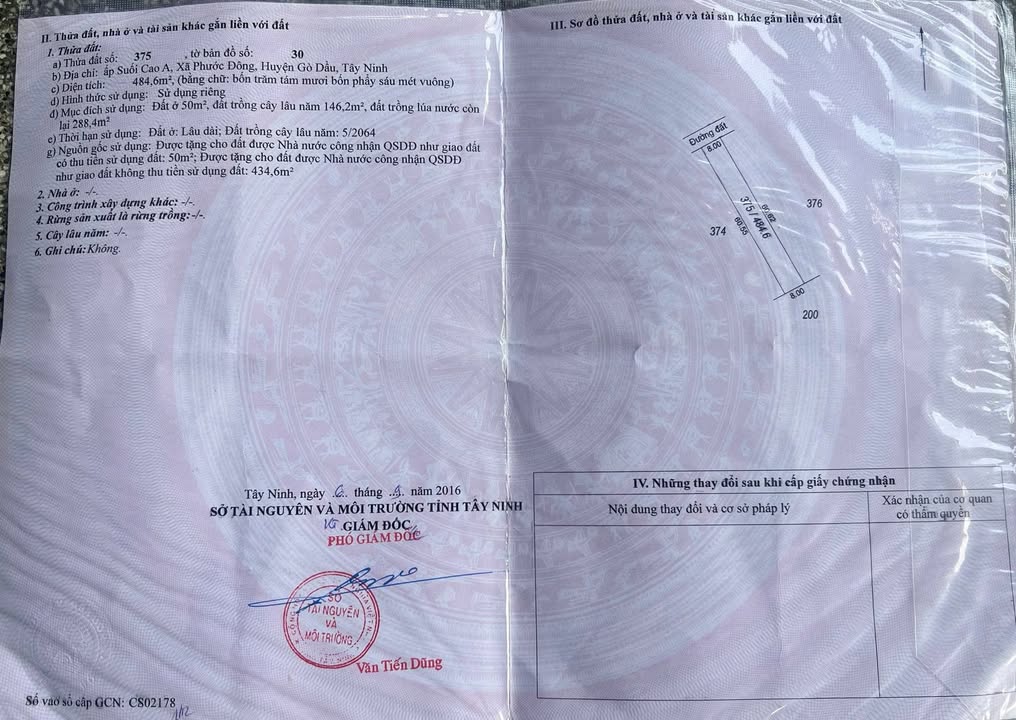 II. Thửa đất, nhà ở và tài sản khác gắn liền với đất
1. Thửa đất:
a) Thửa đất số: 375 , tờ bản đồ số: 30
b) Địa chỉ: ấp Suối Cao A, Xã Phước Đông, Huyện Gò Dầu, Tây Ninh
c) Diện tích: 484,6m², (bằng chữ: bốn trăm tám mươi bốn phẩy sáu mét vuông)
d) Hình thức sử dụng: Sử dụng riêng
đ) Mục đích sử dụng: Đất ở 50m², đất trồng cây lâu năm 146,2m², đất trồng lúa nước còn
lại 288,4m²
e) Thời hạn sử dụng: Đất ở: Lâu dài; Đất trồng cây lâu năm: 5/2064
g) Nguồn gốc sử dụng: Được tặng cho đất được Nhà nước công nhận QSDĐ như giao đất
có thu tiền sử dụng đất: 50m²; Được tặng cho đất được Nhà nước công nhận QSDĐ
như giao đất không thu tiền sử dụng đất: 434,6m²
2. Nhà ở: -/-.
3. Công trình xây dựng khác: -/-.
4. Rừng sản xuất là rừng trồng: -/-.
5. Cây lâu năm: -/-.
6. Ghi chú: Không.
Tây Ninh, ngày tháng năm 2016
SỞ TÀI NGUYÊN VÀ MÔI TRƯỜNG TỈNH TÂY NINH
GIÁM ĐỐC
PHÓ GIÁM ĐỐC
SỞ
TÀI NGUYÊN
VÀ
MÔI TRƯỜNG
Văn Tiến Dũng
Số vào sổ cấp GCN: CS02178
III. Sơ đồ thửa đất, nhà ở và tài sản khác gắn liền với đất
Đường đất
8.00
375 / 484.6
60.62
60.55
376
374
8.00
200
IV. Những thay đổi sau khi cấp giấy chứng nhận
Nội dung thay đổi và cơ sở pháp lý
Xác nhận của cơ quan
có thẩm quyền